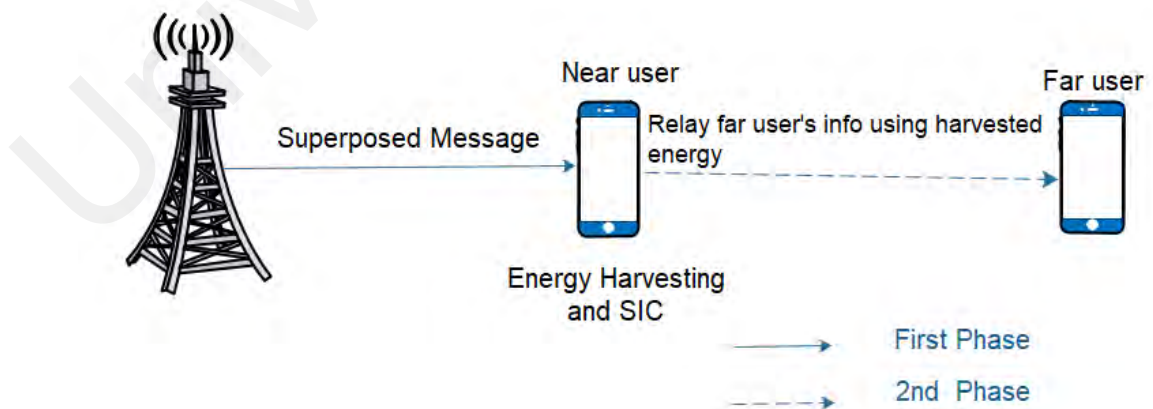 Near user
Far user
Superposed Message
Relay far user's info using harvested
energy
Energy Harvesting
and SIC
First Phase
2nd Phase